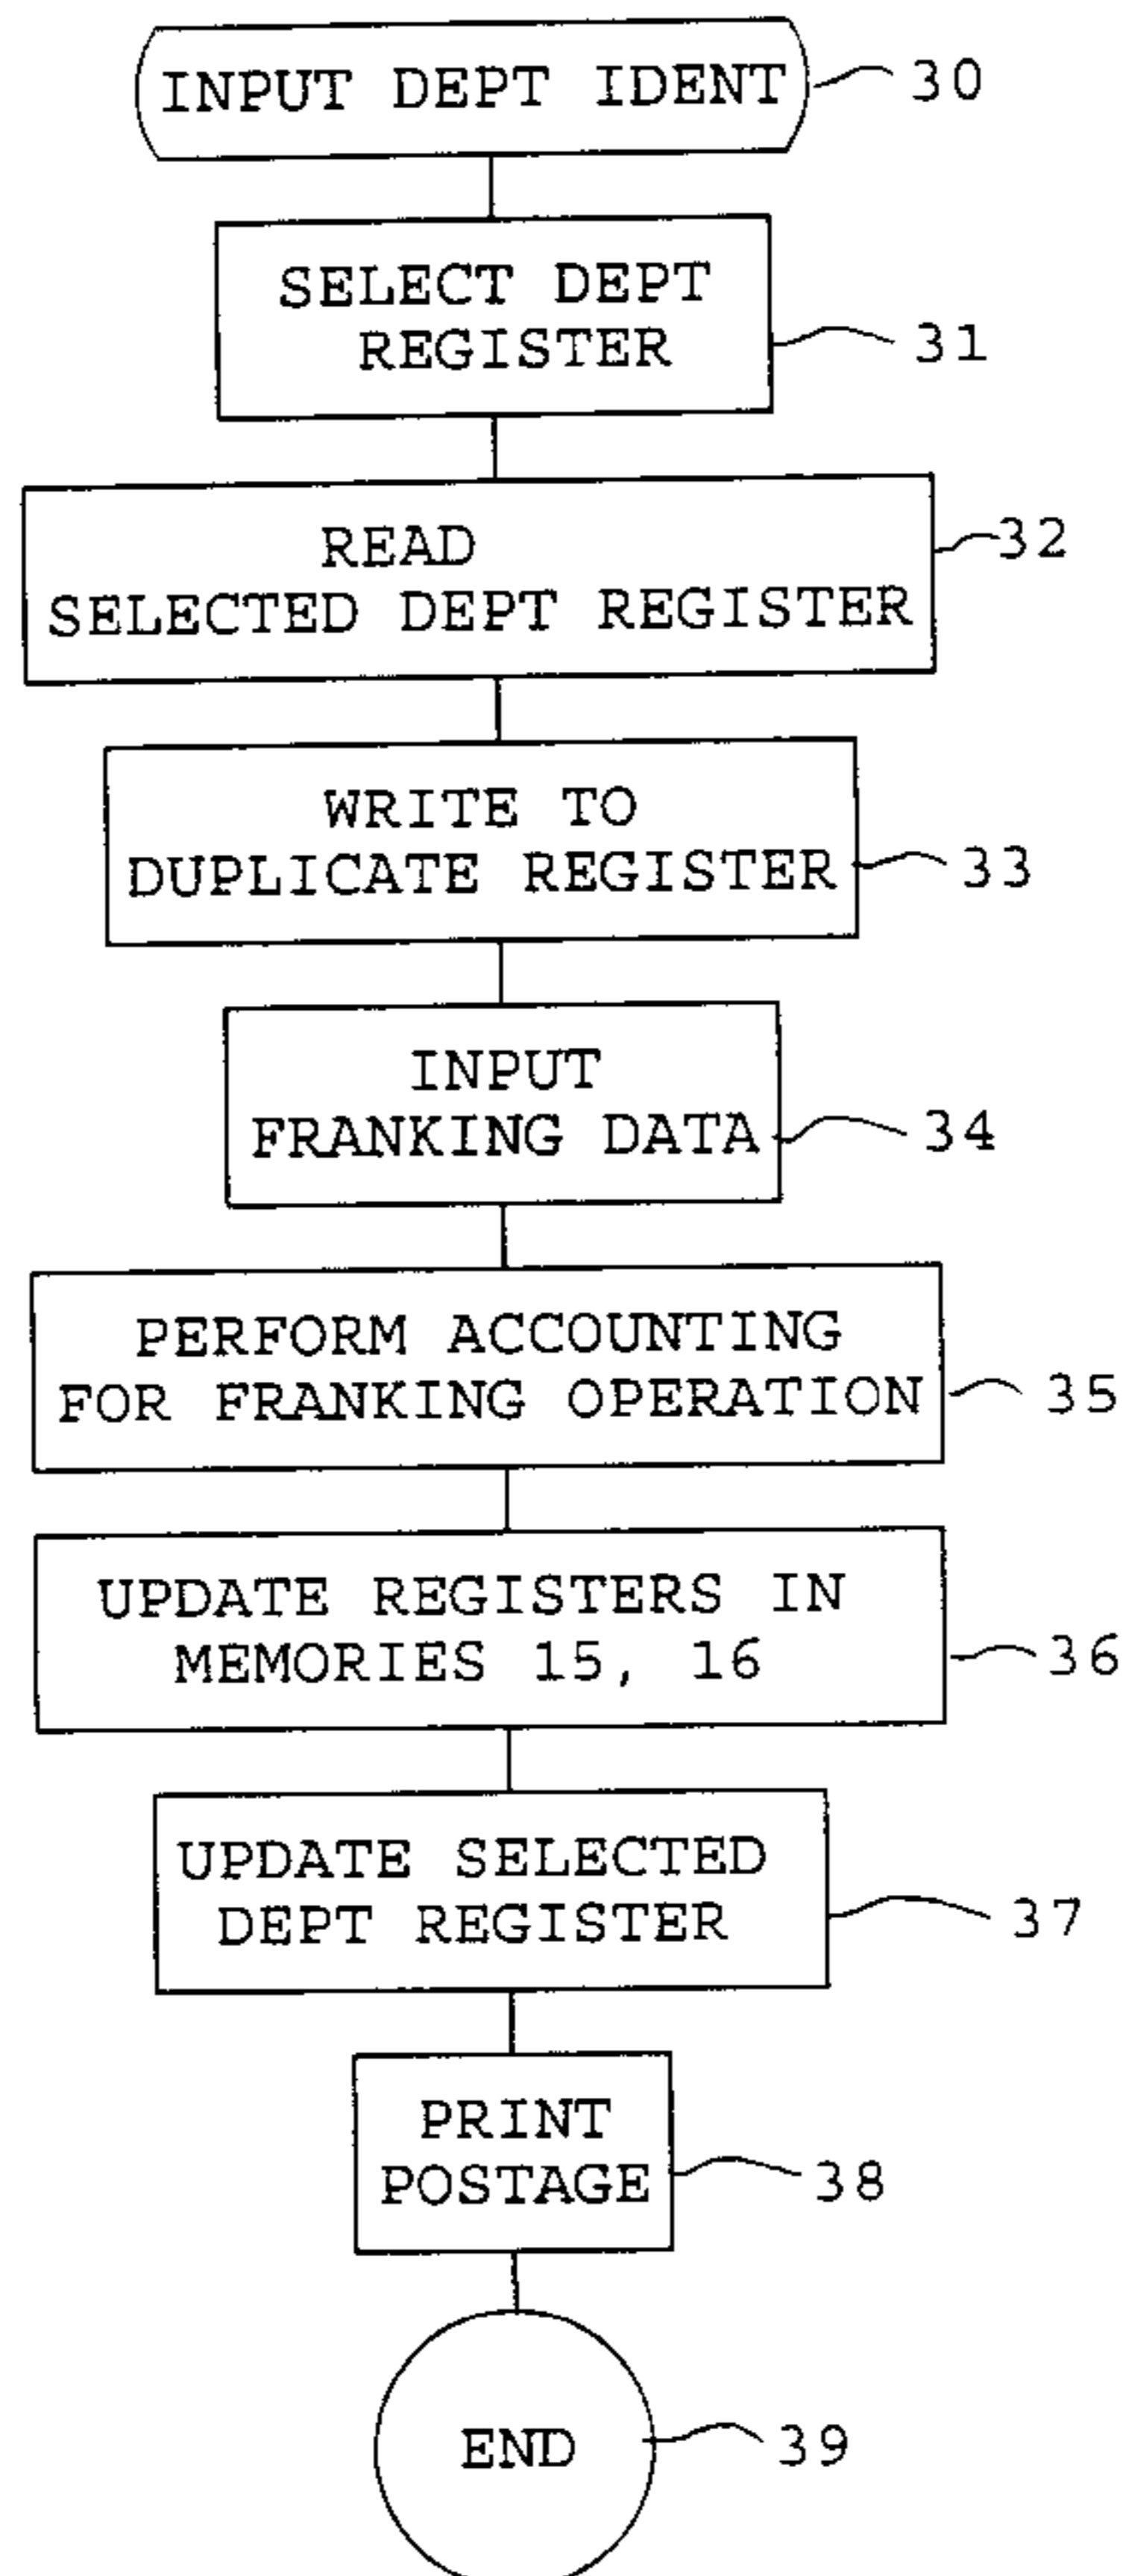 INPUT DEPT IDENT
30
SELECT DEPT
REGISTER
31
READ
SELECTED DEPT REGISTER
32
WRITE TO
DUPLICATE REGISTER
33
INPUT
FRANKING DATA
34
PERFORM ACCOUNTING
FOR FRANKING OPERATION
35
UPDATE REGISTERS IN
MEMORIES 15, 16
36
UPDATE SELECTED
DEPT REGISTER
37
PRINT
POSTAGE
38
END
39